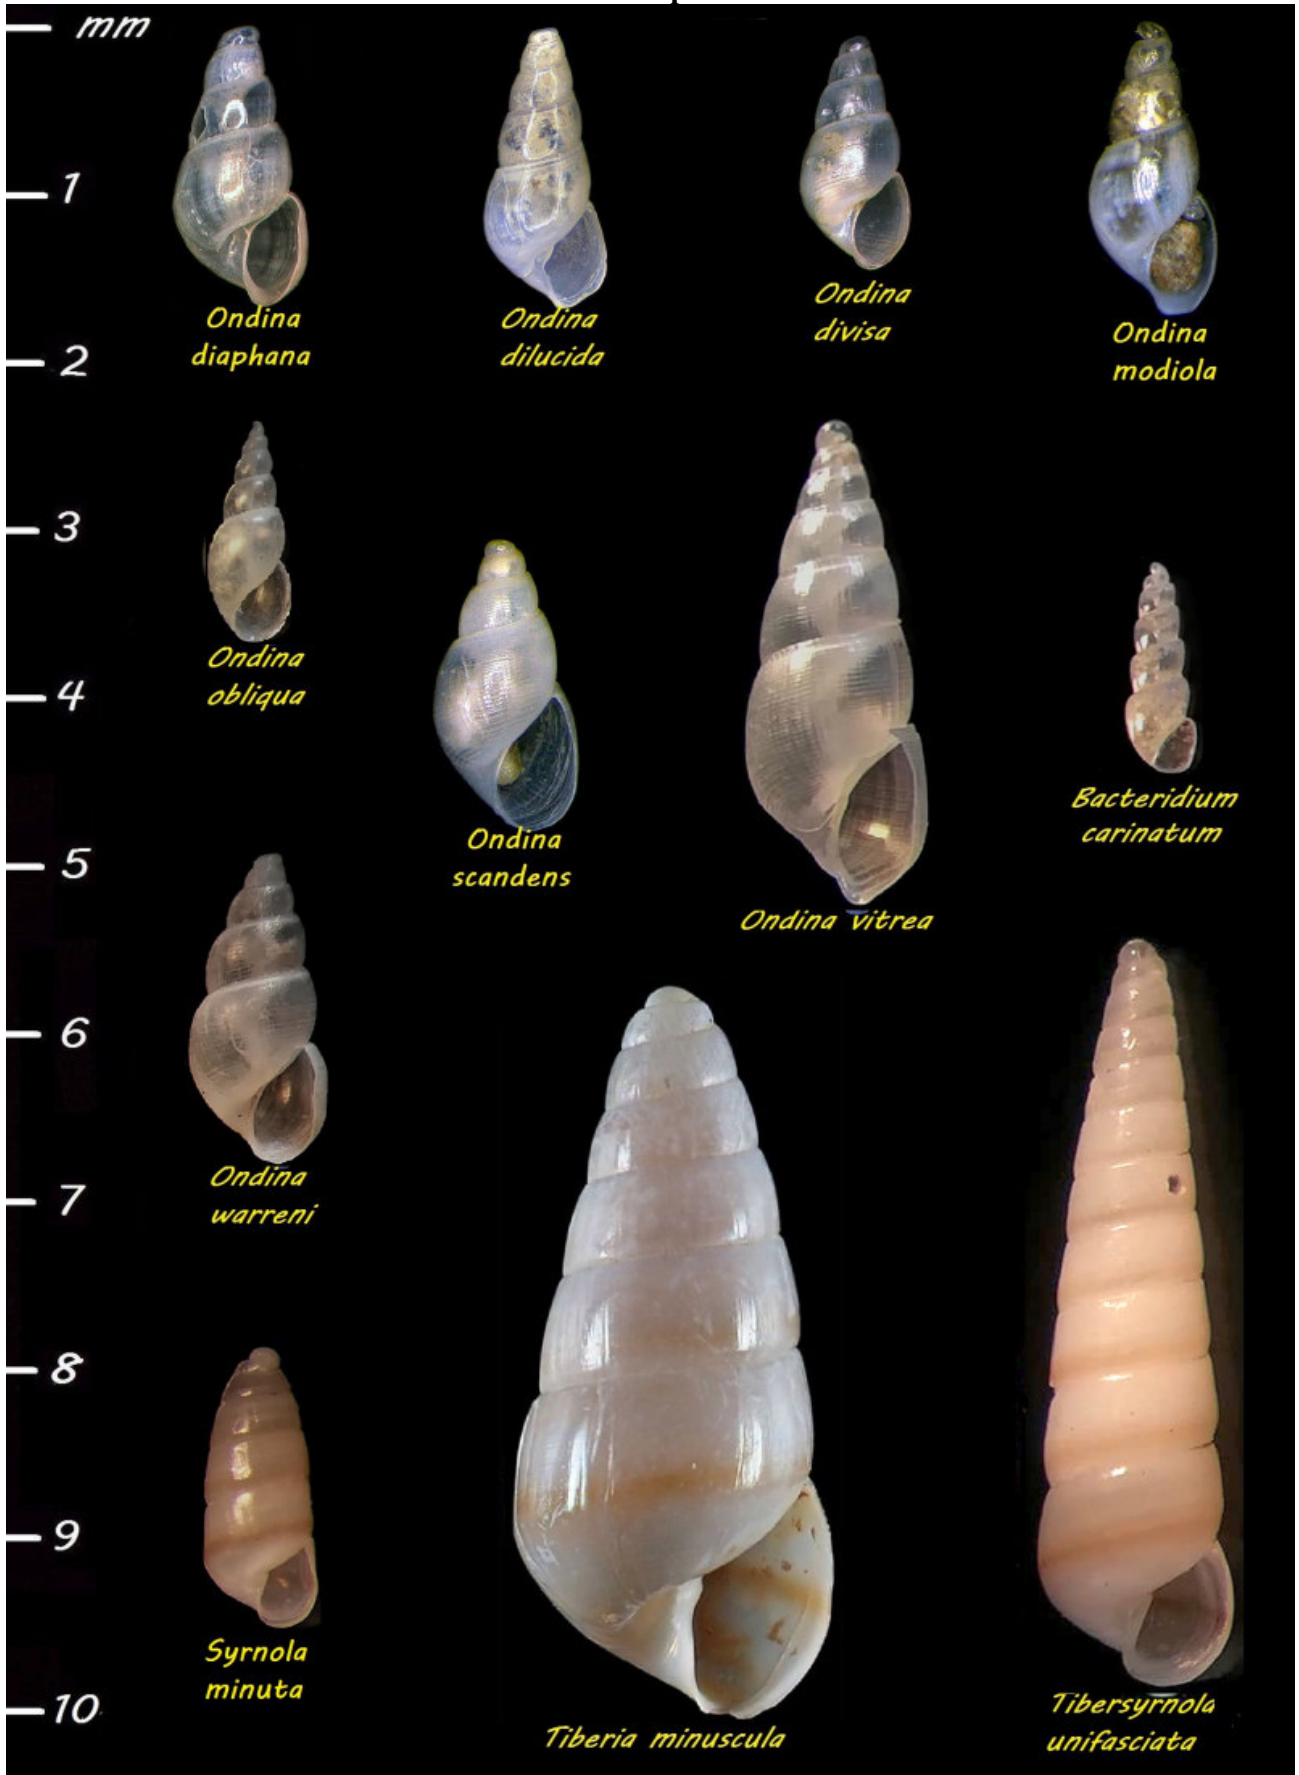 mm
1
Ondina
diaphana
Ondina
dilucida
Ondina
divisa
Ondina
modiola
2
3
Ondina
obliqua
4
Bacteridium
carinatum
Ondina
scandens
5
Ondina vitrea
6
Ondina
warreni
7
8
9
Syrnola
minuta
10
Tiberia minuscula
Tibersyrnola
unifasciata